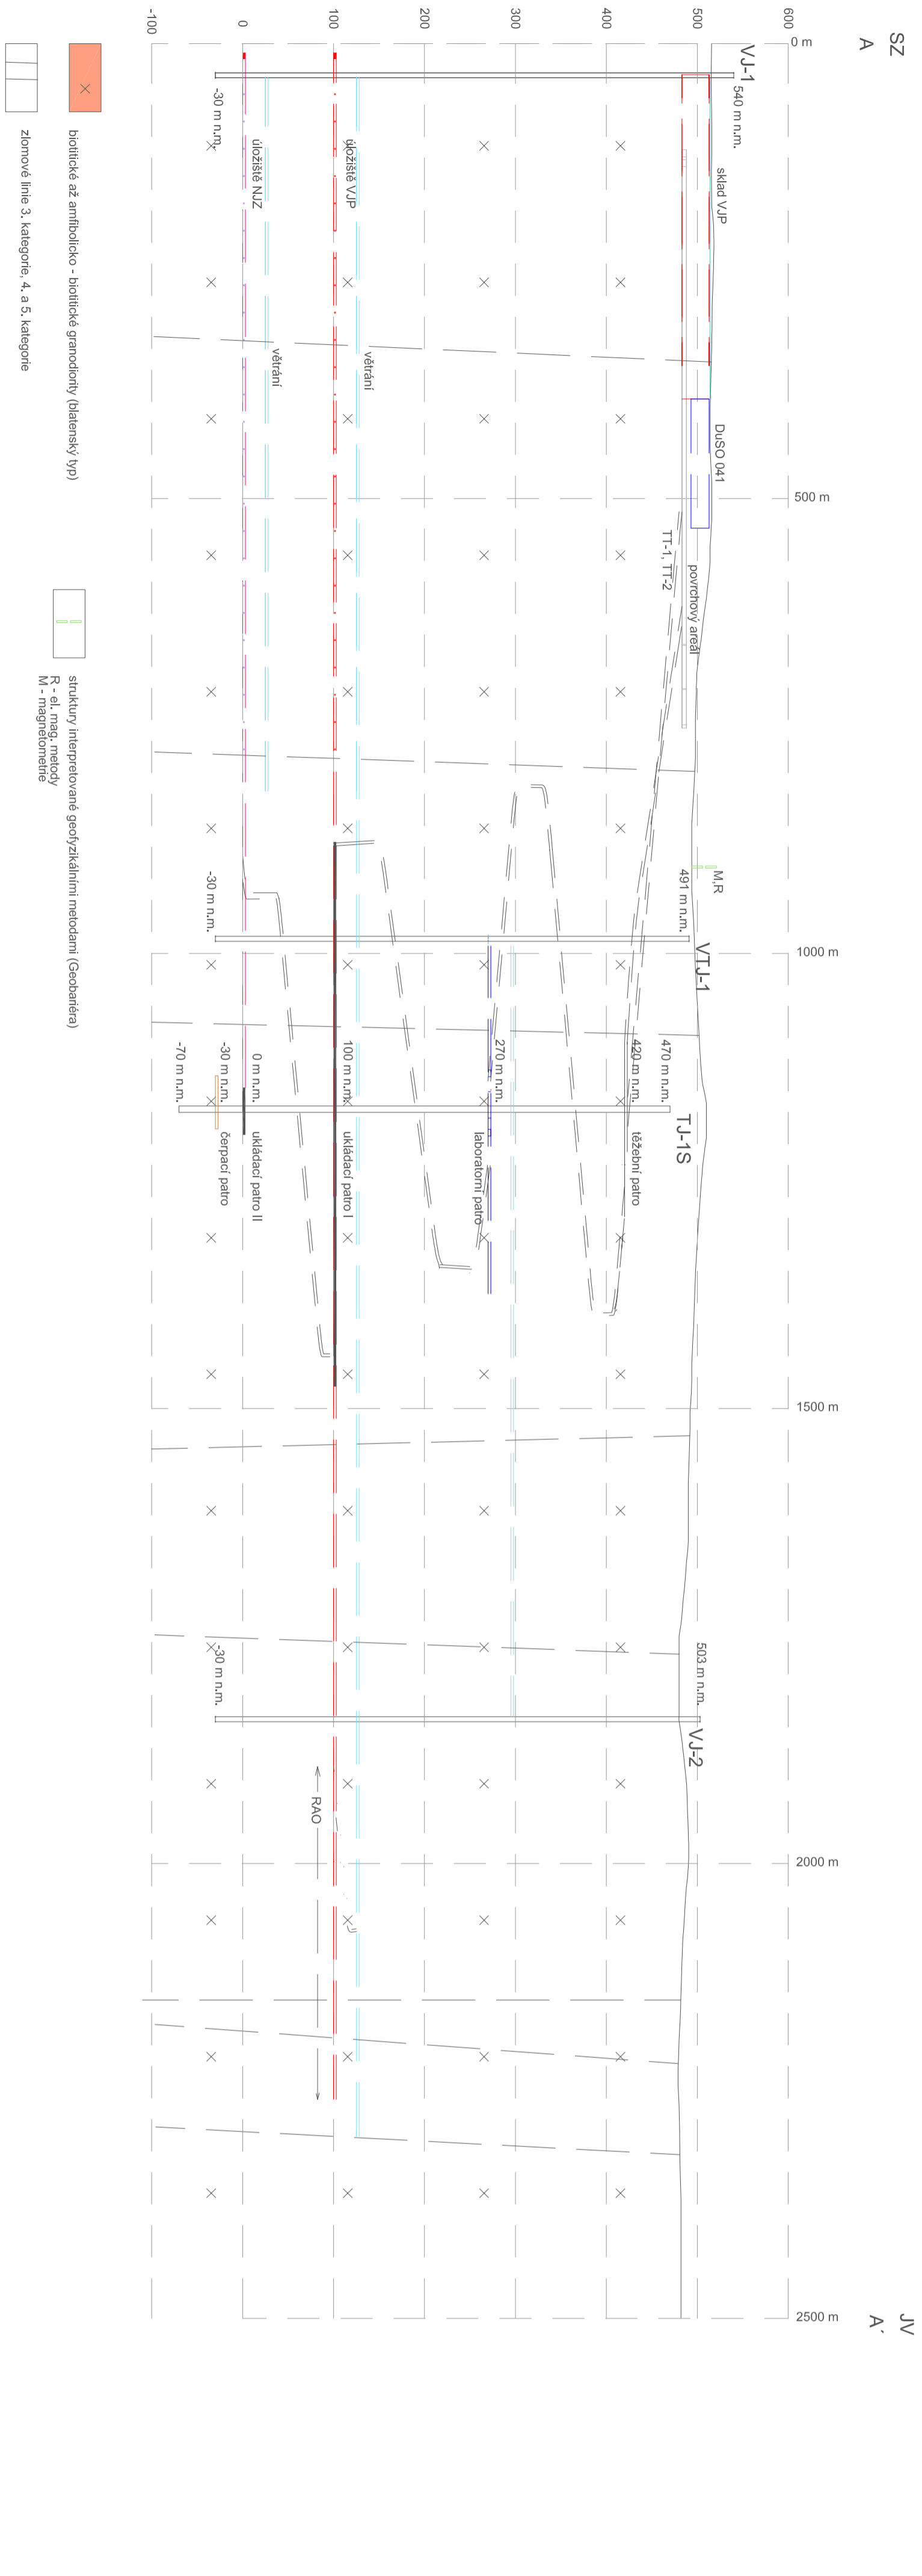 SZ
A
JV
A´
600
500
400
300
200
100
0
-100
0 m
500 m
1000 m
1500 m
2000 m
2500 m
VJ-1
540 m n.m.
-30 m n.m.
sklad VJP
DuSO 041
povrchový areál
TT-1, TT-2
M,R
VTJ-1
491 m n.m.
-30 m n.m.
TJ-1S
470 m n.m.
420 m n.m.
těžební patro
270 m n.m.
laboratorní patro
100 m n.m.
ukládací patro I
0 m n.m.
ukládací patro II
-30 m n.m.
čerpací patro
-70 m n.m.
VJ-2
503 m n.m.
-30 m n.m.
úložiště VJP
větrání
úložiště NJZ
větrání
RAO
biotitické až amfibolicko - biotitické granodiority (blatenský typ)
zlomové linie 3. kategorie, 4. a 5. kategorie
struktury interpretované geofyzikálními metodami (Geobariéra)
R - el. mag. metody
M - magnetometrie